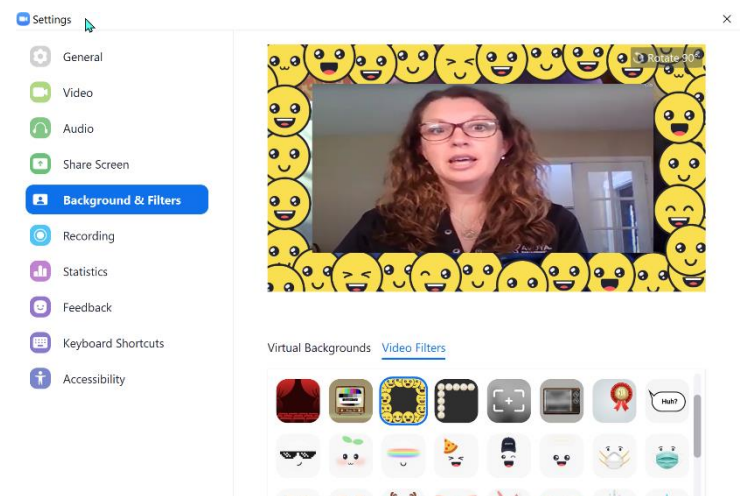 Settings
General
Video
Audio
Share Screen
Background & Filters
Recording
Statistics
Feedback
Keyboard Shortcuts
Accessibility
Rotate 90°
Virtual Backgrounds Video Filters
Huh?